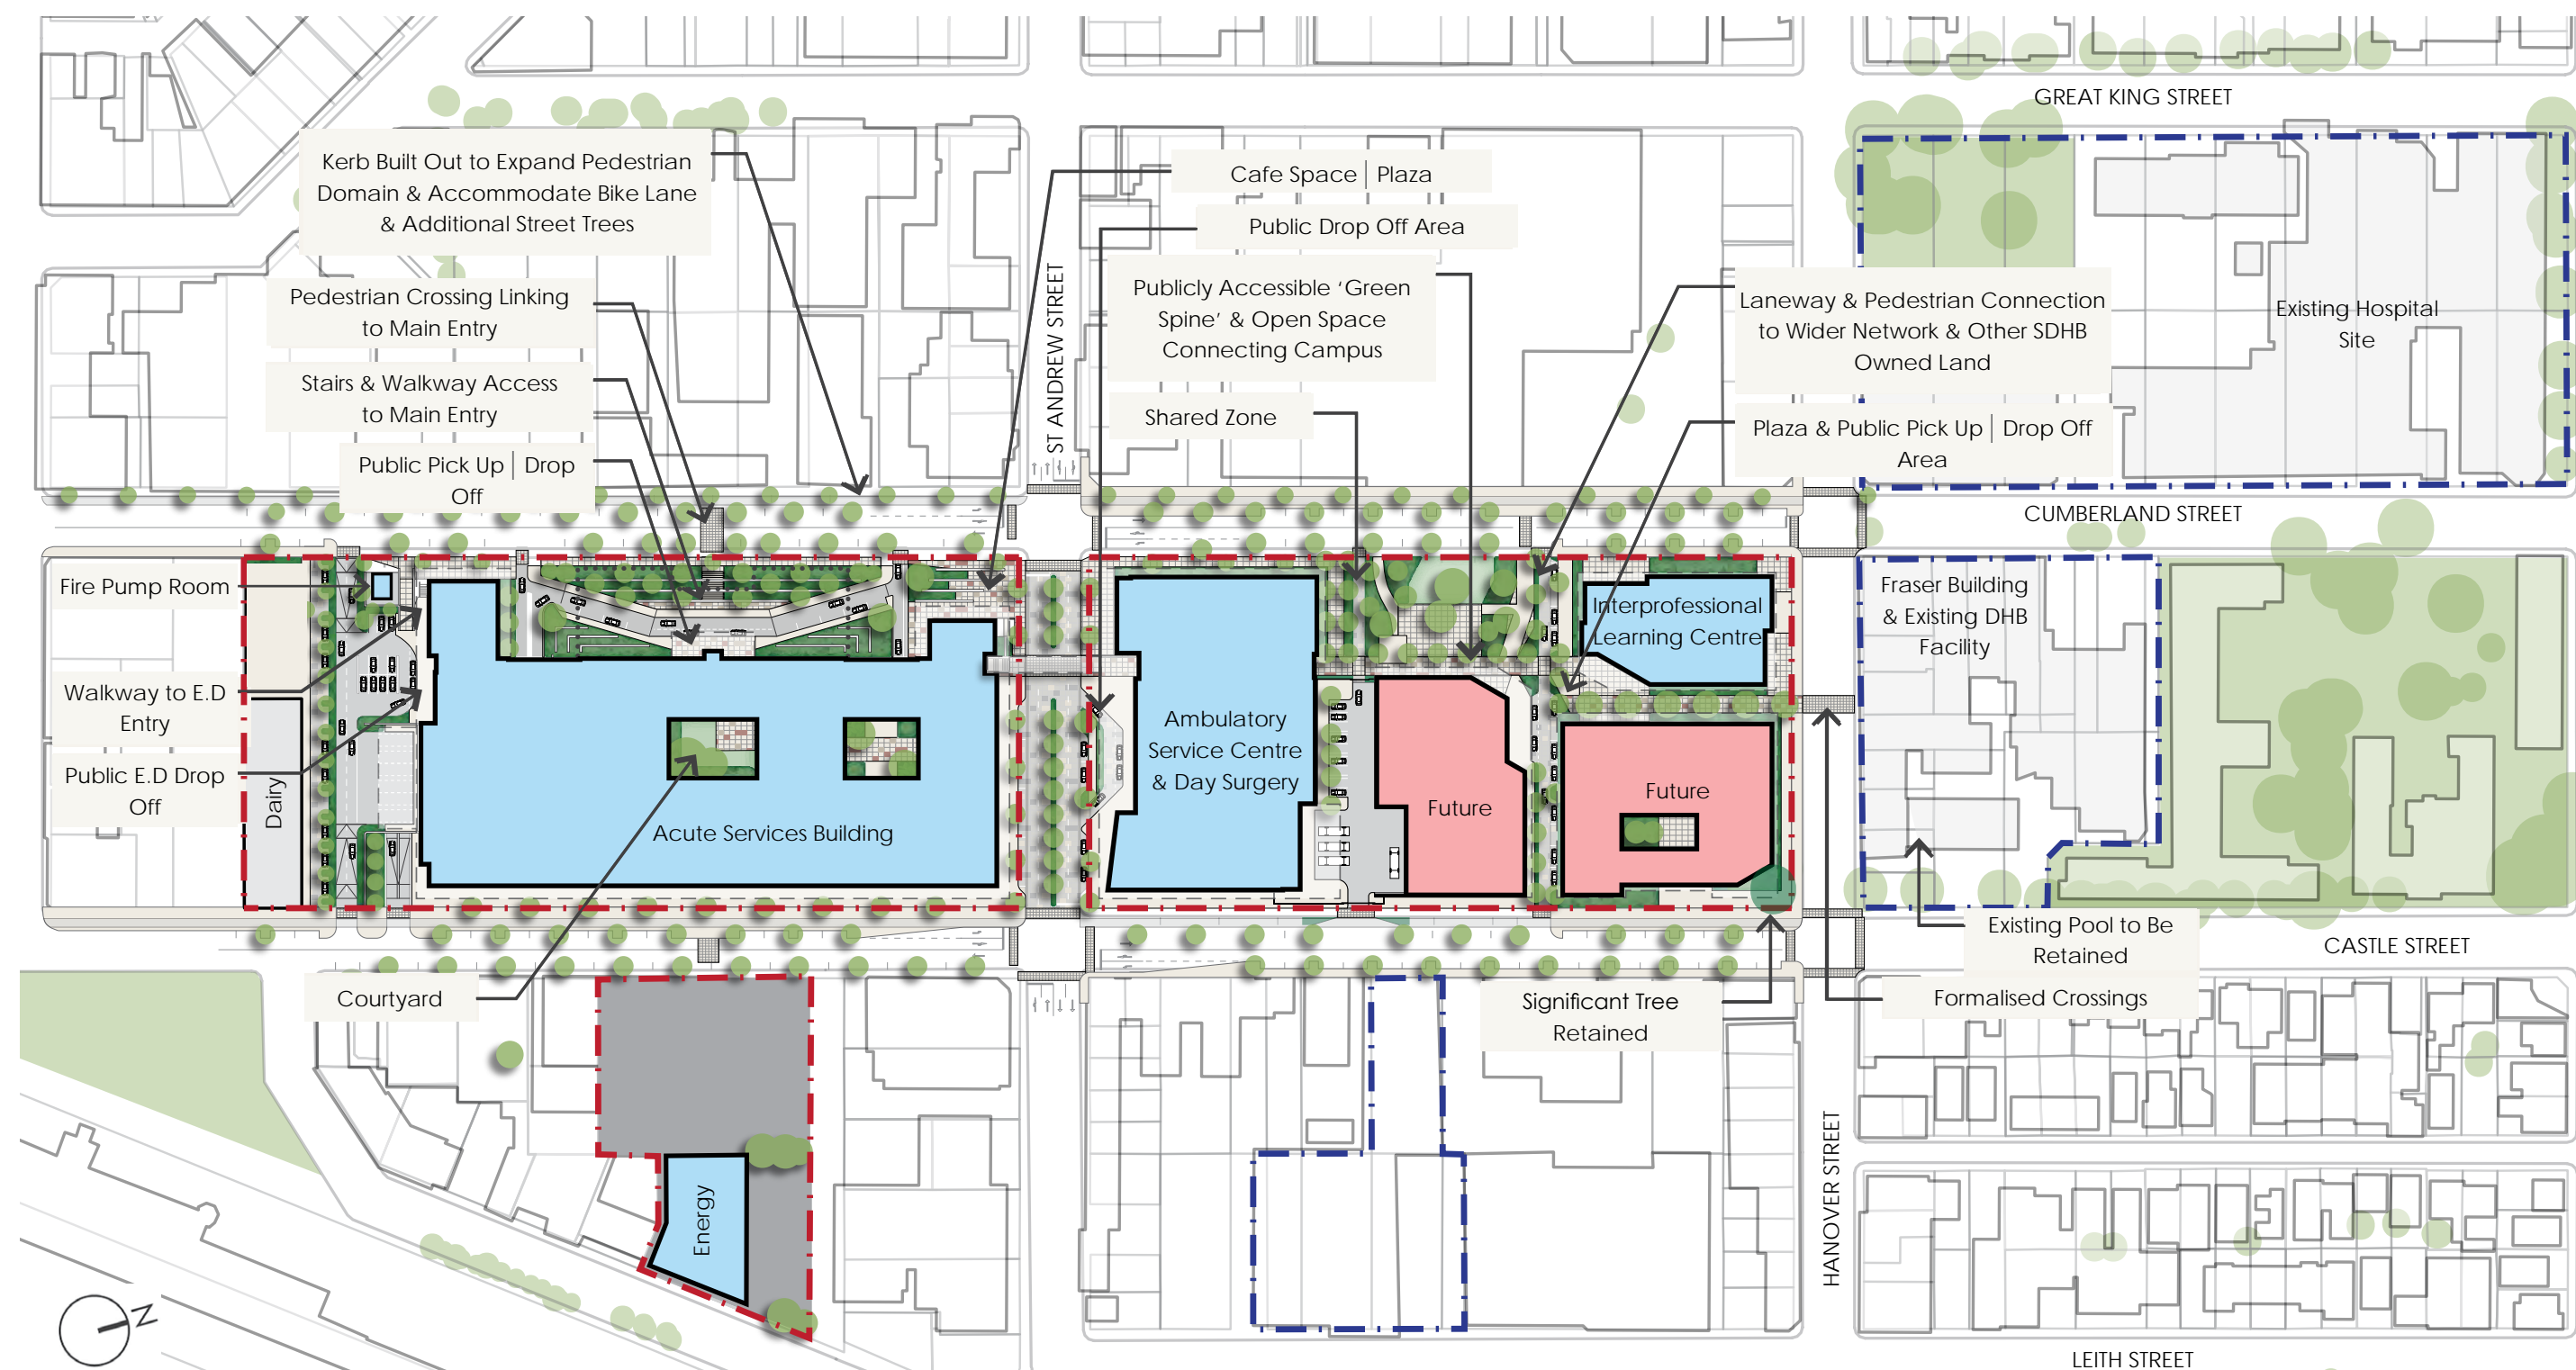 GREAT KING STREET
Kerb Built Out to Expand Pedestrian
Domain & Accommodate Bike Lane
& Additional Street Trees
Cafe Space | Plaza
Public Drop Off Area
Publicly Accessible ‘Green
Spine’ & Open Space
Connecting Campus
Shared Zone
Pedestrian Crossing Linking
to Main Entry
Stairs & Walkway Access
to Main Entry
Public Pick Up | Drop
Off
ST ANDREW STREET
Laneway & Pedestrian Connection
to Wider Network & Other SDHB
Owned Land
Plaza & Public Pick Up | Drop Off
Area
Existing Hospital
Site
CUMBERLAND STREET
Fire Pump Room
Walkway to E.D
Entry
Public E.D Drop
Off
Dairy
Acute Services Building
Ambulatory
Service Centre
& Day Surgery
Interprofessional
Learning Centre
Future
Future
Fraser Building
& Existing DHB
Facility
Existing Pool to Be
Retained
CASTLE STREET
Formalised Crossings
Significant Tree
Retained
Courtyard
Energy
HANOVER STREET
LEITH STREET
N